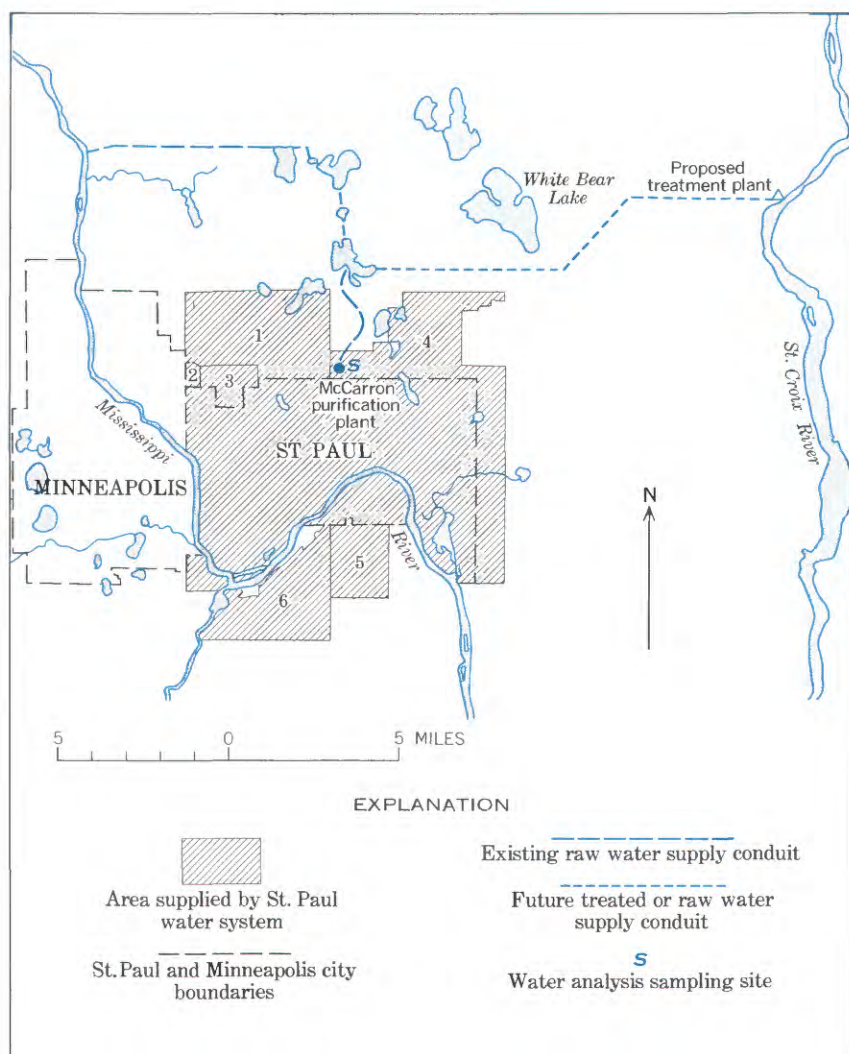 White Bear
Lake
Proposed
treatment plant
1
4
2
3
S
McCarron
purification
plant
Mississippi
ST PAUL
MINNEAPOLIS
St. Croix River
N
River
5
6
5 0 5 MILES
EXPLANATION
Area supplied by St. Paul
water system
St. Paul and Minneapolis city
boundaries
Existing raw water supply conduit
Future treated or raw water
supply conduit
S
Water analysis sampling site